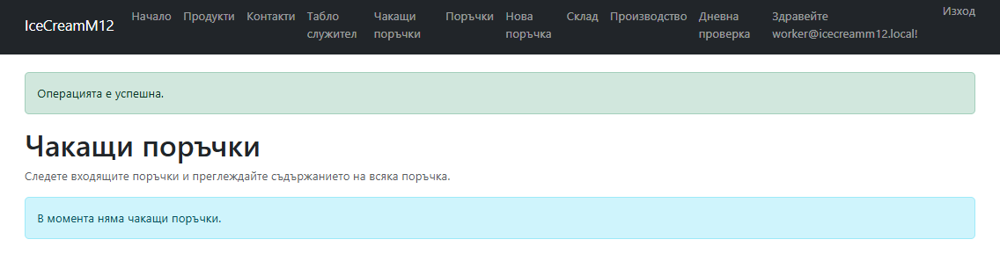 IceCreamM12
Начало
Продукти
Контакти
Табло
служител
Чакащи
поръчки
Поръчки
Нова
поръчка
Склад
Производство
Дневна
проверка
Здравейте
worker@icecreamm12.local!
Изход
Операцията е успешна.
Чакащи поръчки
Следете входящите поръчки и преглеждайте съдържанието на всяка поръчка.
В момента няма чакащи поръчки.